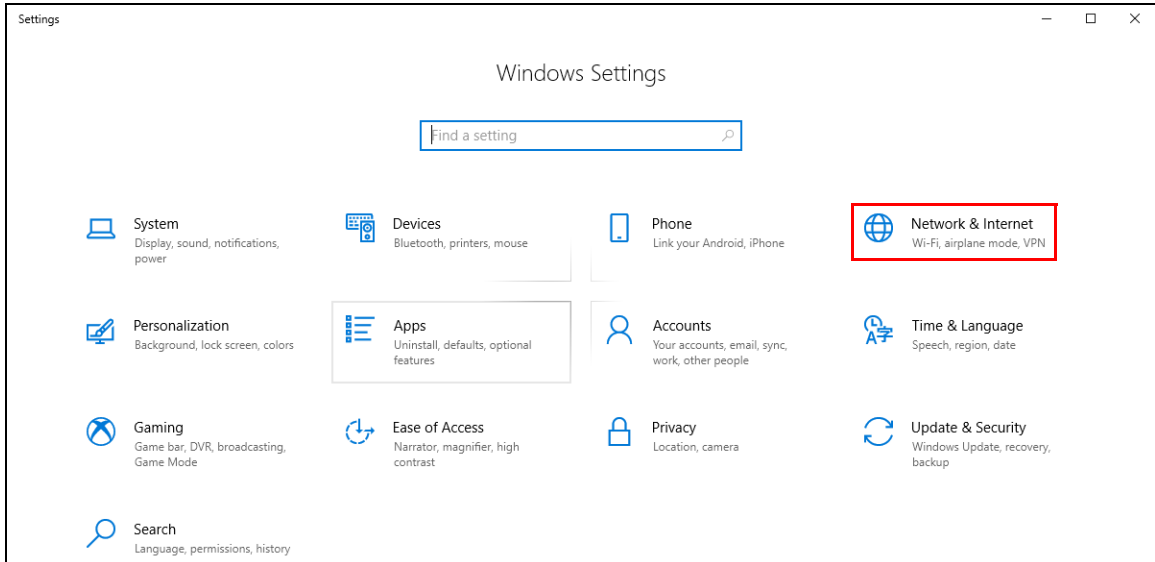 Settings
Windows Settings
Find a setting
System
Display, sound, notifications,
power
Devices
Bluetooth, printers, mouse
Phone
Link your Android, iPhone
Network & Internet
Wi-Fi, airplane mode, VPN
Personalization
Background, lock screen, colors
Apps
Uninstall, defaults, optional
features
Accounts
Your accounts, email, sync,
work, other people
Time & Language
Speech, region, date
Gaming
Game bar, DVR, broadcasting,
Game Mode
Ease of Access
Narrator, magnifier, high
contrast
Privacy
Location, camera
Update & Security
Windows Update, recovery,
backup
Search
Language, permissions, history